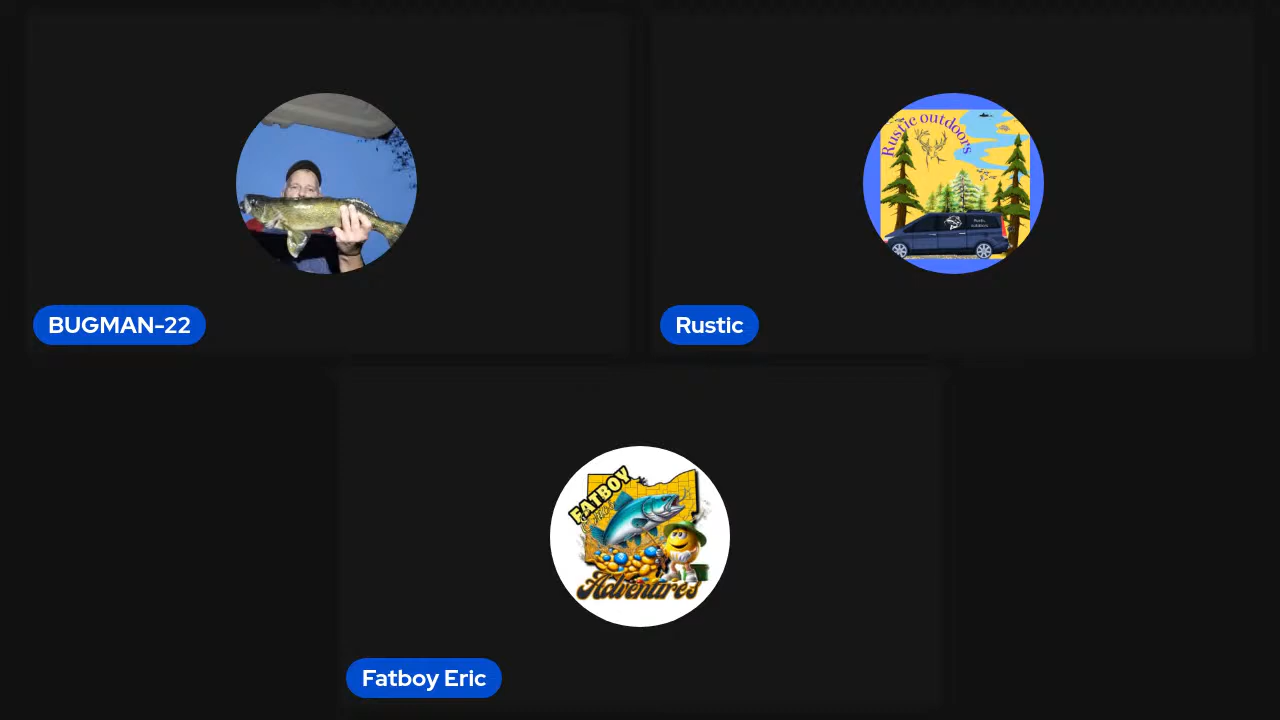 Rustic outdoors
BUGMAN-22
Rustic
FATBOY
Adventures
Fatboy Eric